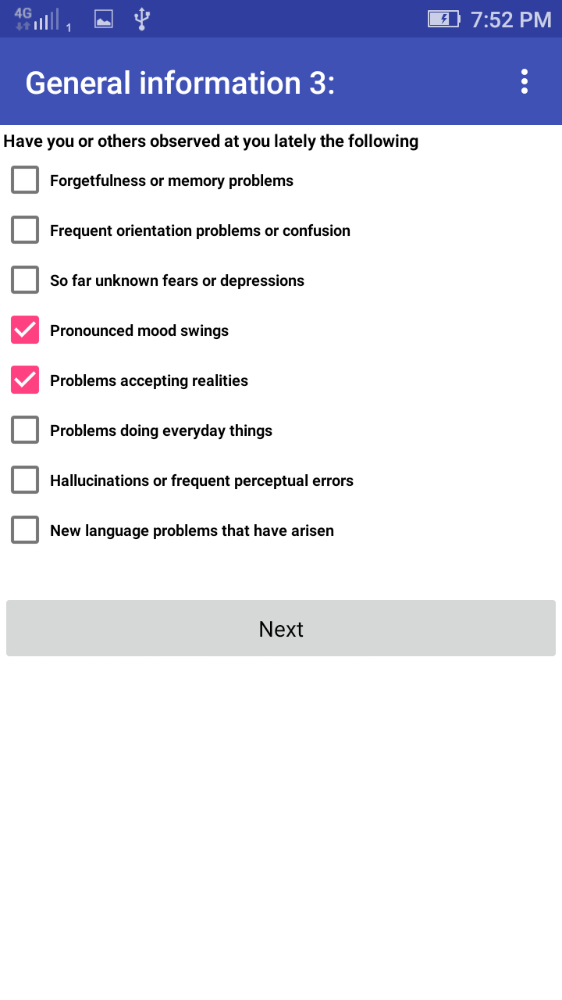 4G 1 7:52 PM
General information 3:
Have you or others observed at you lately the following
Forgetfulness or memory problems
Frequent orientation problems or confusion
So far unknown fears or depressions
Pronounced mood swings
Problems accepting realities
Problems doing everyday things
Hallucinations or frequent perceptual errors
New language problems that have arisen
Next